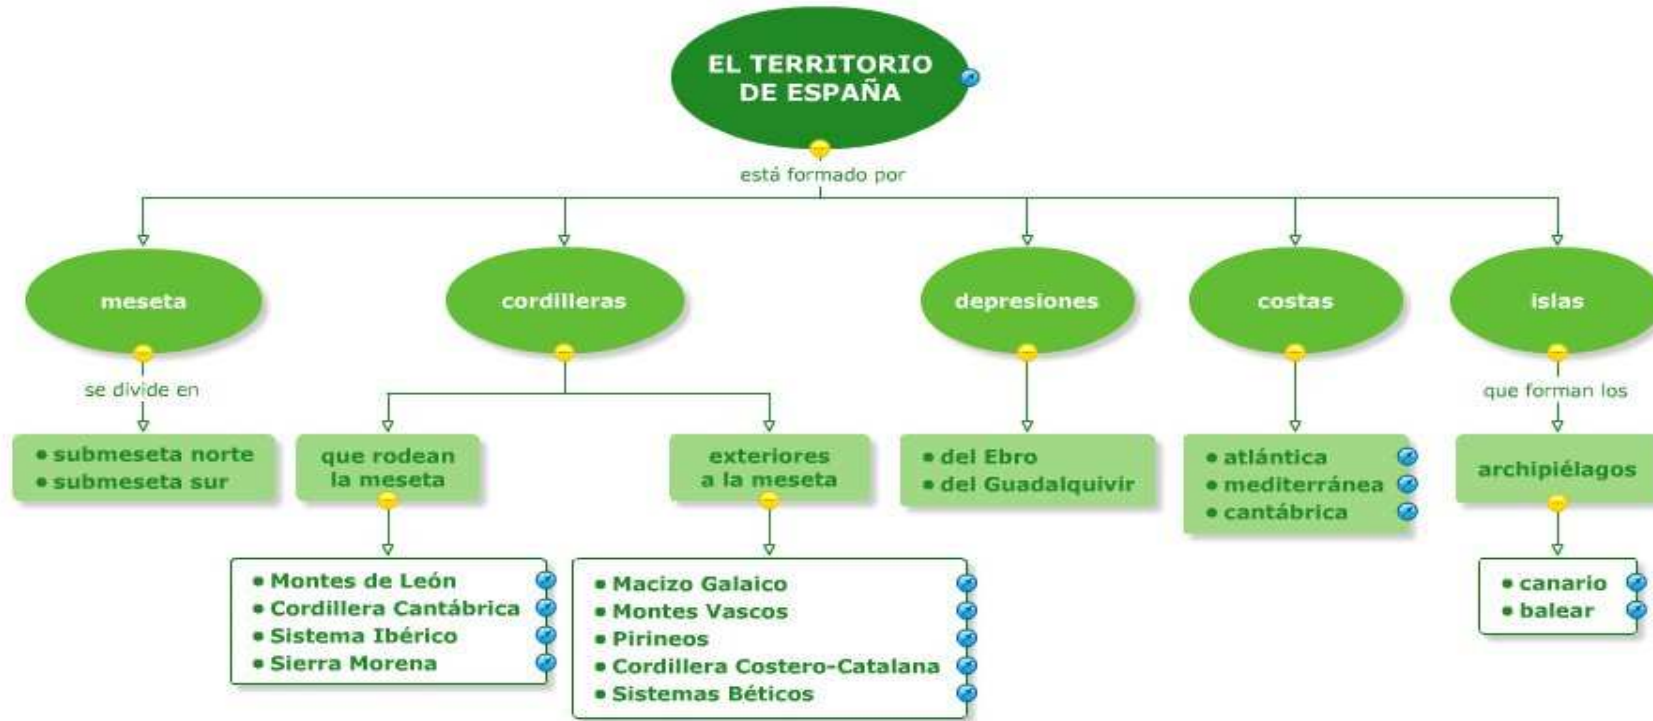 EL TERRITORIO
DE ESPAÑA
está formado por
meseta
cordilleras
depresiones
costas
islas
se divide en
que forman los
• submeseta norte
• submeseta sur
que rodean
la meseta
exteriores
a la meseta
• del Ebro
• del Guadalquivir
• atlántica
• mediterránea
• cantábrica
archipiélagos
• Montes de León
• Cordillera Cantábrica
• Sistema Ibérico
• Sierra Morena
• Macizo Galaico
• Montes Vascos
• Pirineos
• Cordillera Costero-Catalana
• Sistemas Béticos
• canario
• balear